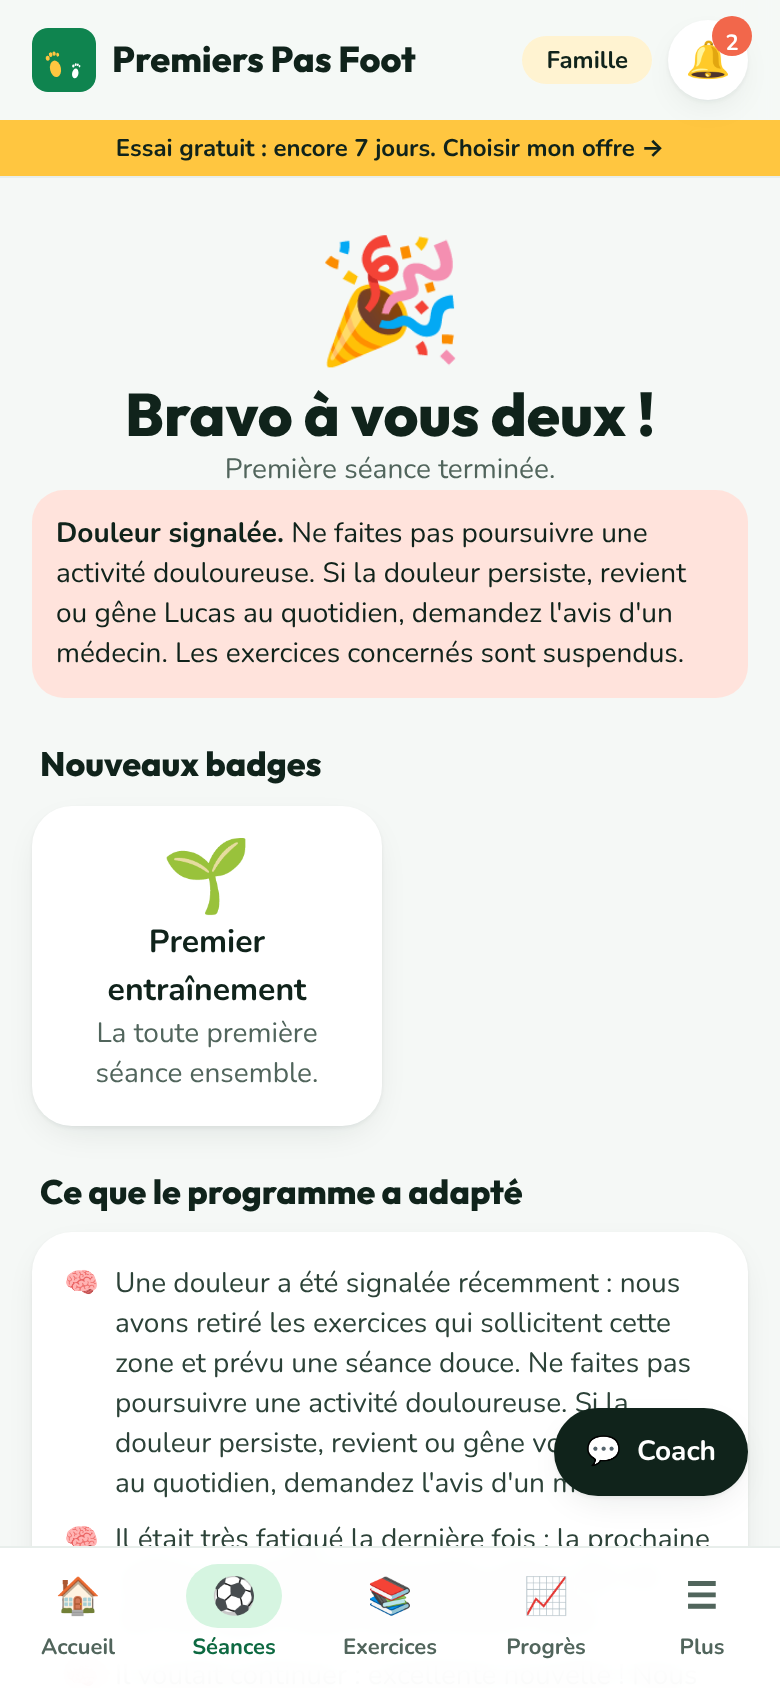 Premiers Pas Foot
Famille
2
Essai gratuit : encore 7 jours. Choisir mon offre →
Bravo à vous deux !
Première séance terminée.
Douleur signalée. Ne faites pas poursuivre une
activité douloureuse. Si la douleur persiste, revient
ou gêne Lucas au quotidien, demandez l'avis d'un
médecin. Les exercices concernés sont suspendus.
Nouveaux badges
Premier
entraînement
La toute première
séance ensemble.
Ce que le programme a adapté
Une douleur a été signalée récemment : nous
avons retiré les exercices qui sollicitent cette
zone et prévu une séance douce. Ne faites pas
poursuivre une activité douloureuse. Si la
douleur persiste, revient ou gêne
au quotidien, demandez l'avis d'un
Coach
Il était très fatigué la dernière fois : la prochaine
Accueil
Séances
Exercices
Progrès
Plus